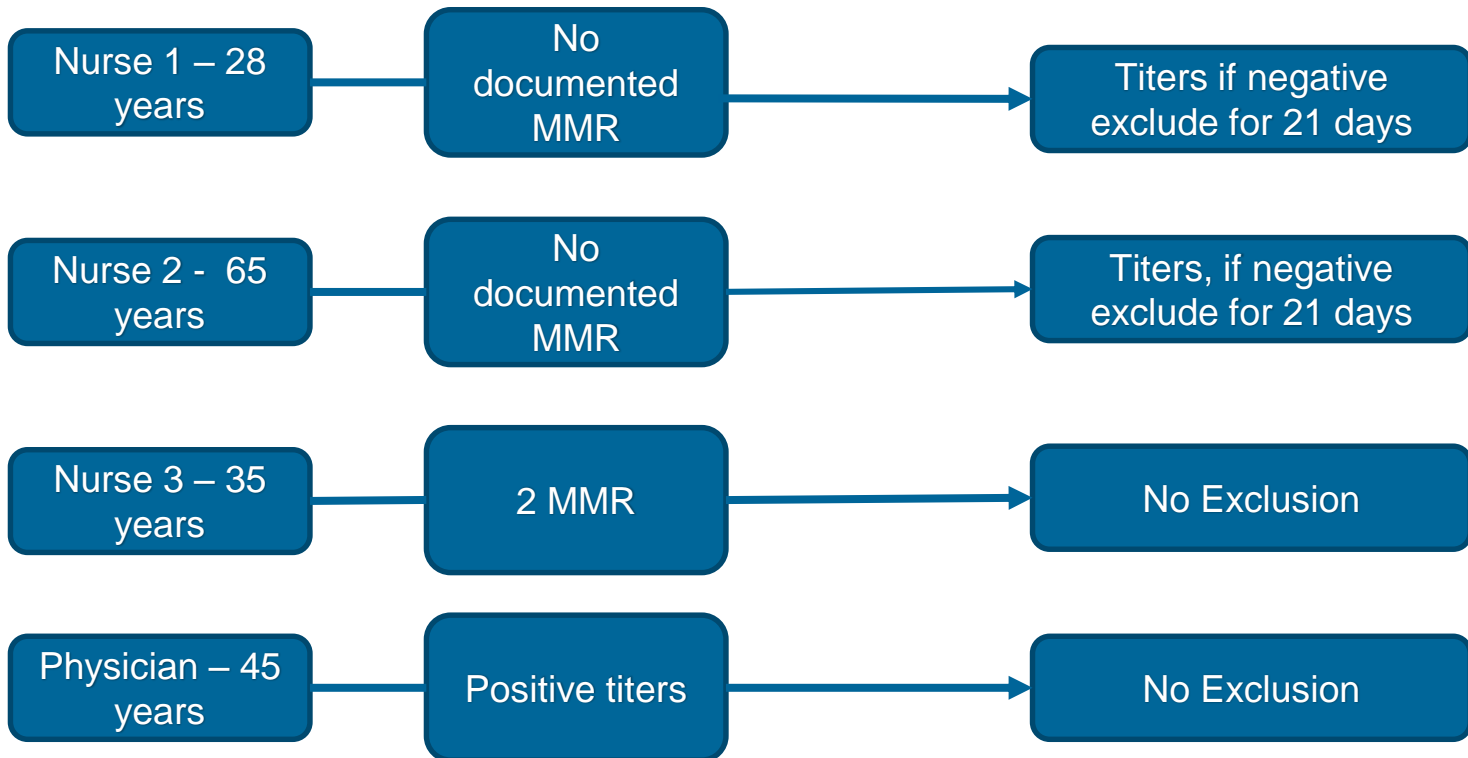 Nurse 1 – 28
years
No
documented
MMR
Titers if negative
exclude for 21 days
Nurse 2 - 65
years
No
documented
MMR
Titers, if negative
exclude for 21 days
Nurse 3 – 35
years
2 MMR
No Exclusion
Physician – 45
years
Positive titers
No Exclusion